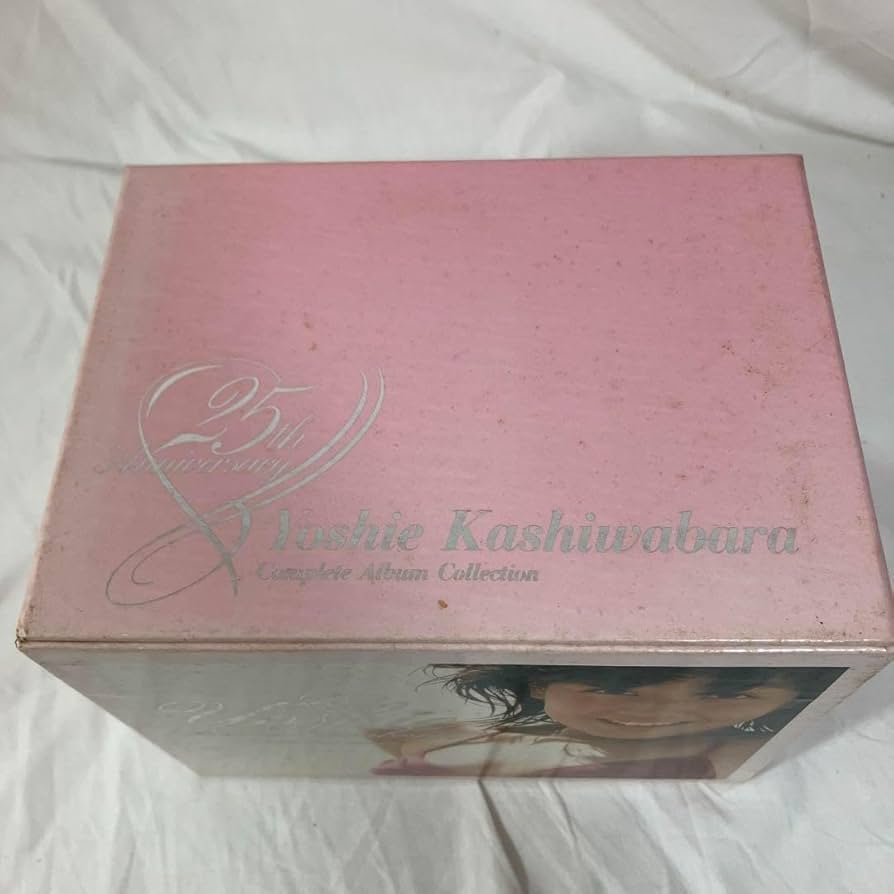 25th
Anniversary
Yoshie Kashiwabara
Complete Album Collection